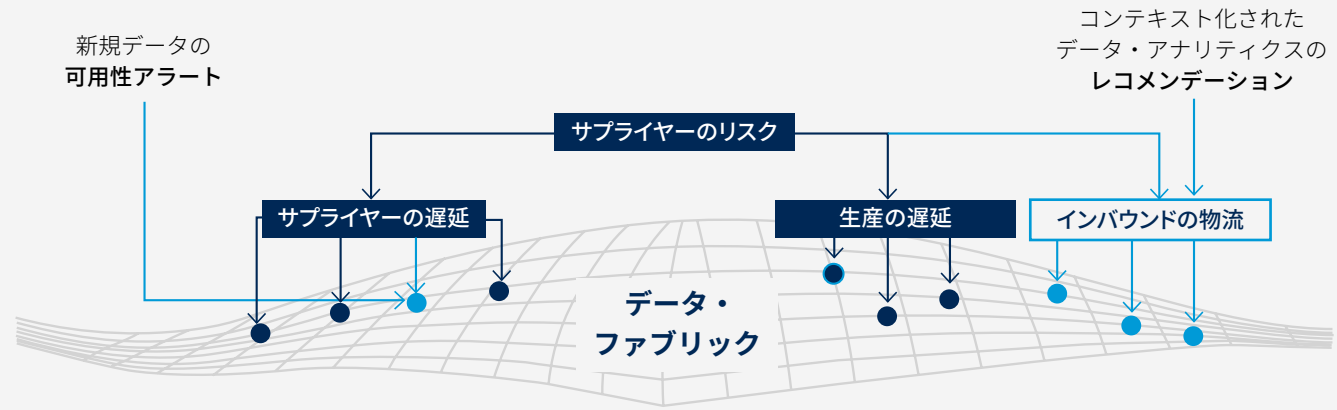 新規データの
可用性アラート
コンテキスト化された
データ・アナリティクスの
レコメンデーション
サプライヤーのリスク
サプライヤーの遅延
生産の遅延
インバウンドの物流
データ・
ファブリック